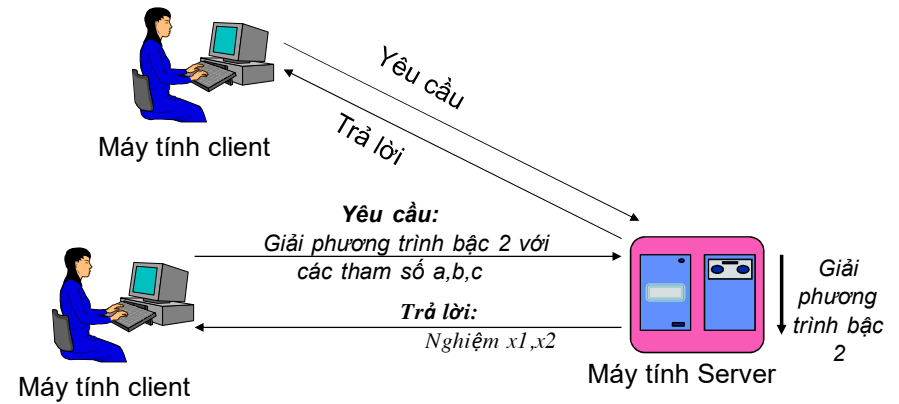 Yêu cầu
Trả lời
Máy tính client
Yêu cầu:
Giải phương trình bậc 2 với
các tham số a,b,c
Trả lời:
Nghiệm x1,x2
Giải
phương
trình bậc
2
Máy tính Server
Máy tính client